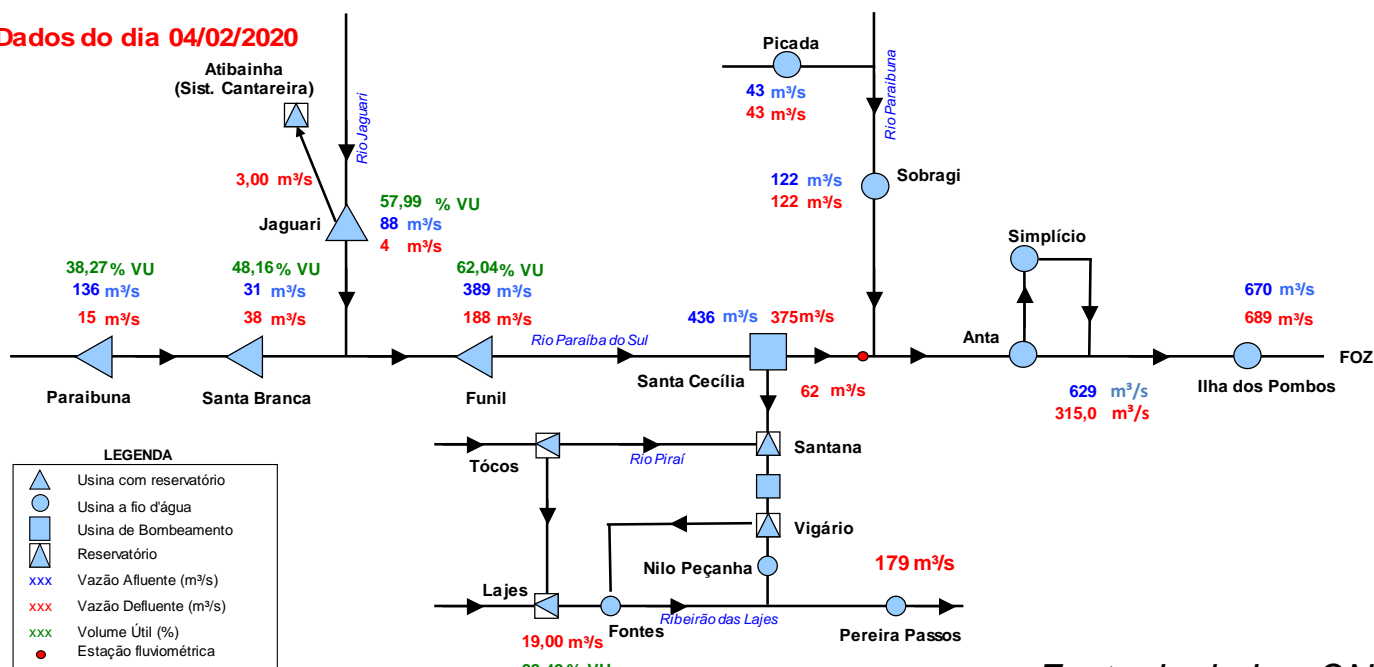 Dados do dia 04/02/2020
Atibainha
(Sist. Cantareira)
Rio Jaguari
3,00 m³/s
Jaguari
57,99 % VU
88 m³/s
4 m³/s
Picada
43 m³/s
43 m³/s
Rio Paraibuna
122 m³/s
122 m³/s
Sobragi
Simplício
38,27% VU
136 m³/s
15 m³/s
Paraibuna
48,16% VU
31 m³/s
38 m³/s
Santa Branca
62,04% VU
389 m³/s
188 m³/s
Funil
Rio Paraíba do Sul
436 m³/s 375m³/s
Santa Cecília
62 m³/s
Anta
629 m³/s
315,0 m³/s
670 m³/s
689 m³/s
Ilha dos Pombos
FOZ
Tócos
Rio Piraí
Santana
Vigário
Nilo Peçanha
179 m³/s
Lajes
19,00 m³/s
Fontes
Ribeirão das Lajes
Pereira Passos
LEGENDA
Usina com reservatório
Usina a fio d'água
Usina de Bombeamento
Reservatório
xxx Vazão Afluente (m³/s)
xxx Vazão Defluente (m³/s)
xxx Volume Útil (%)
Estação fluviométrica